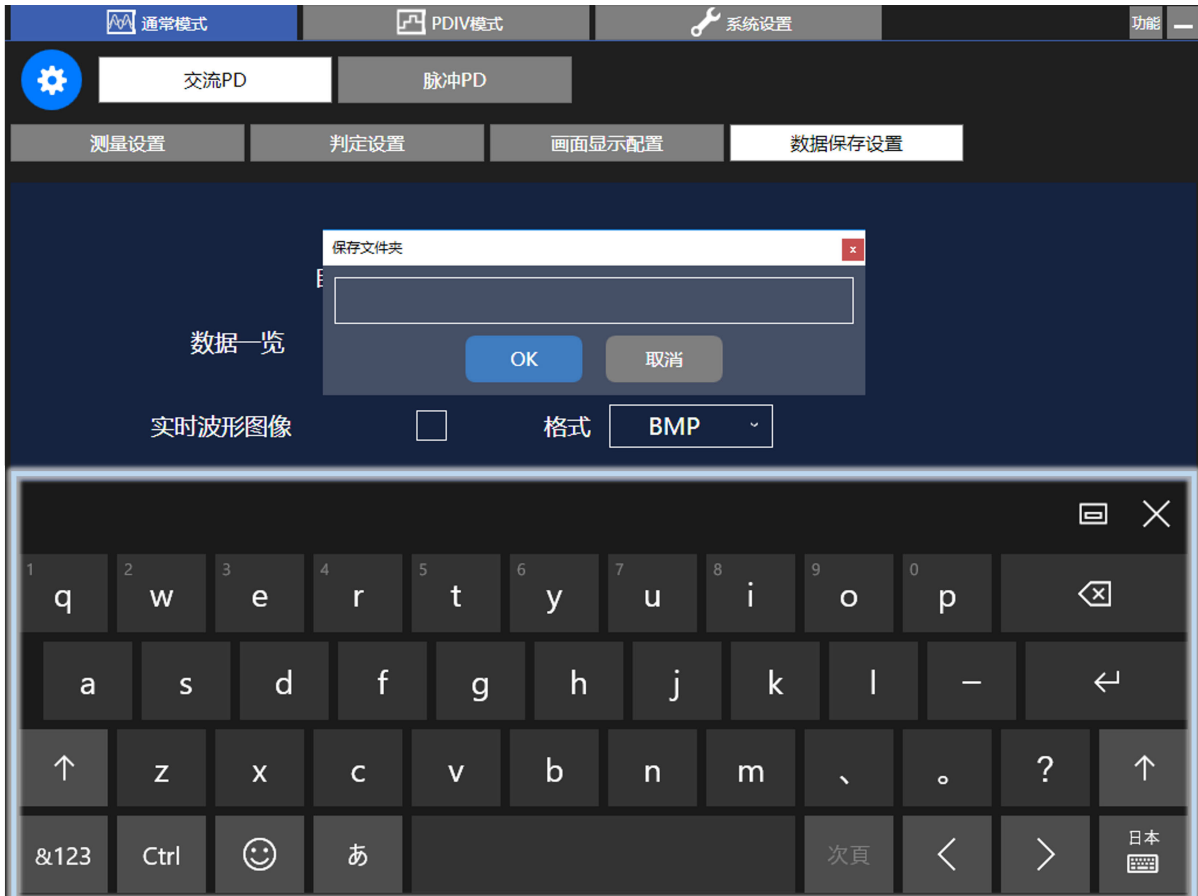 通常模式 PDIV模式 系统设置 功能
交流PD 脉冲PD
测量设置 判定设置 画面显示配置 数据保存设置
保存文件夹 x
数据一览
OK 取消
实时波形图像 格式 BMP
1 2 3 4 5 6 7 8 9 0
q w e r t y u i o p
a s d f g h j k l –
z x c v b n m 、 。 ?
&123 Ctrl あ 次頁 日本